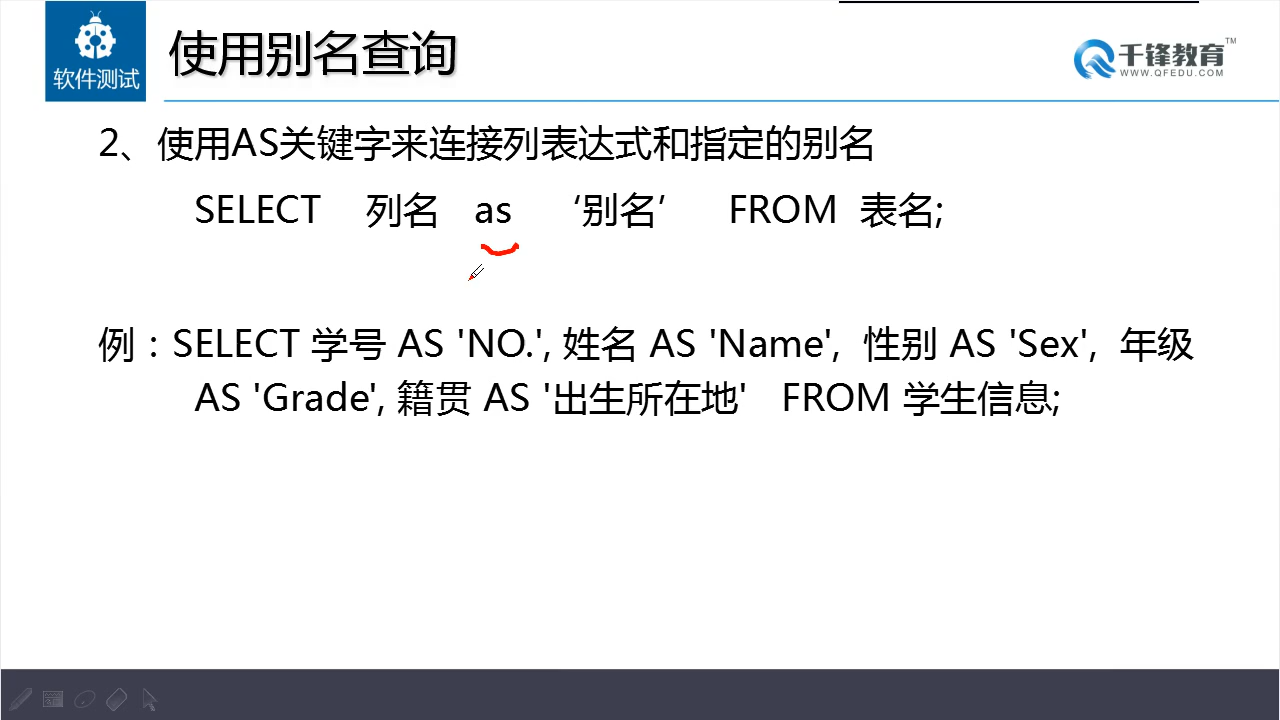 软件测试
使用别名查询
千锋教育™
WWW.QFEDU.COM
2、使用AS关键字来连接列表达式和指定的别名
SELECT 列名 as ‘别名’ FROM 表名;
例：SELECT 学号 AS 'NO.', 姓名 AS 'Name', 性别 AS 'Sex', 年级
AS 'Grade', 籍贯 AS '出生所在地' FROM 学生信息;